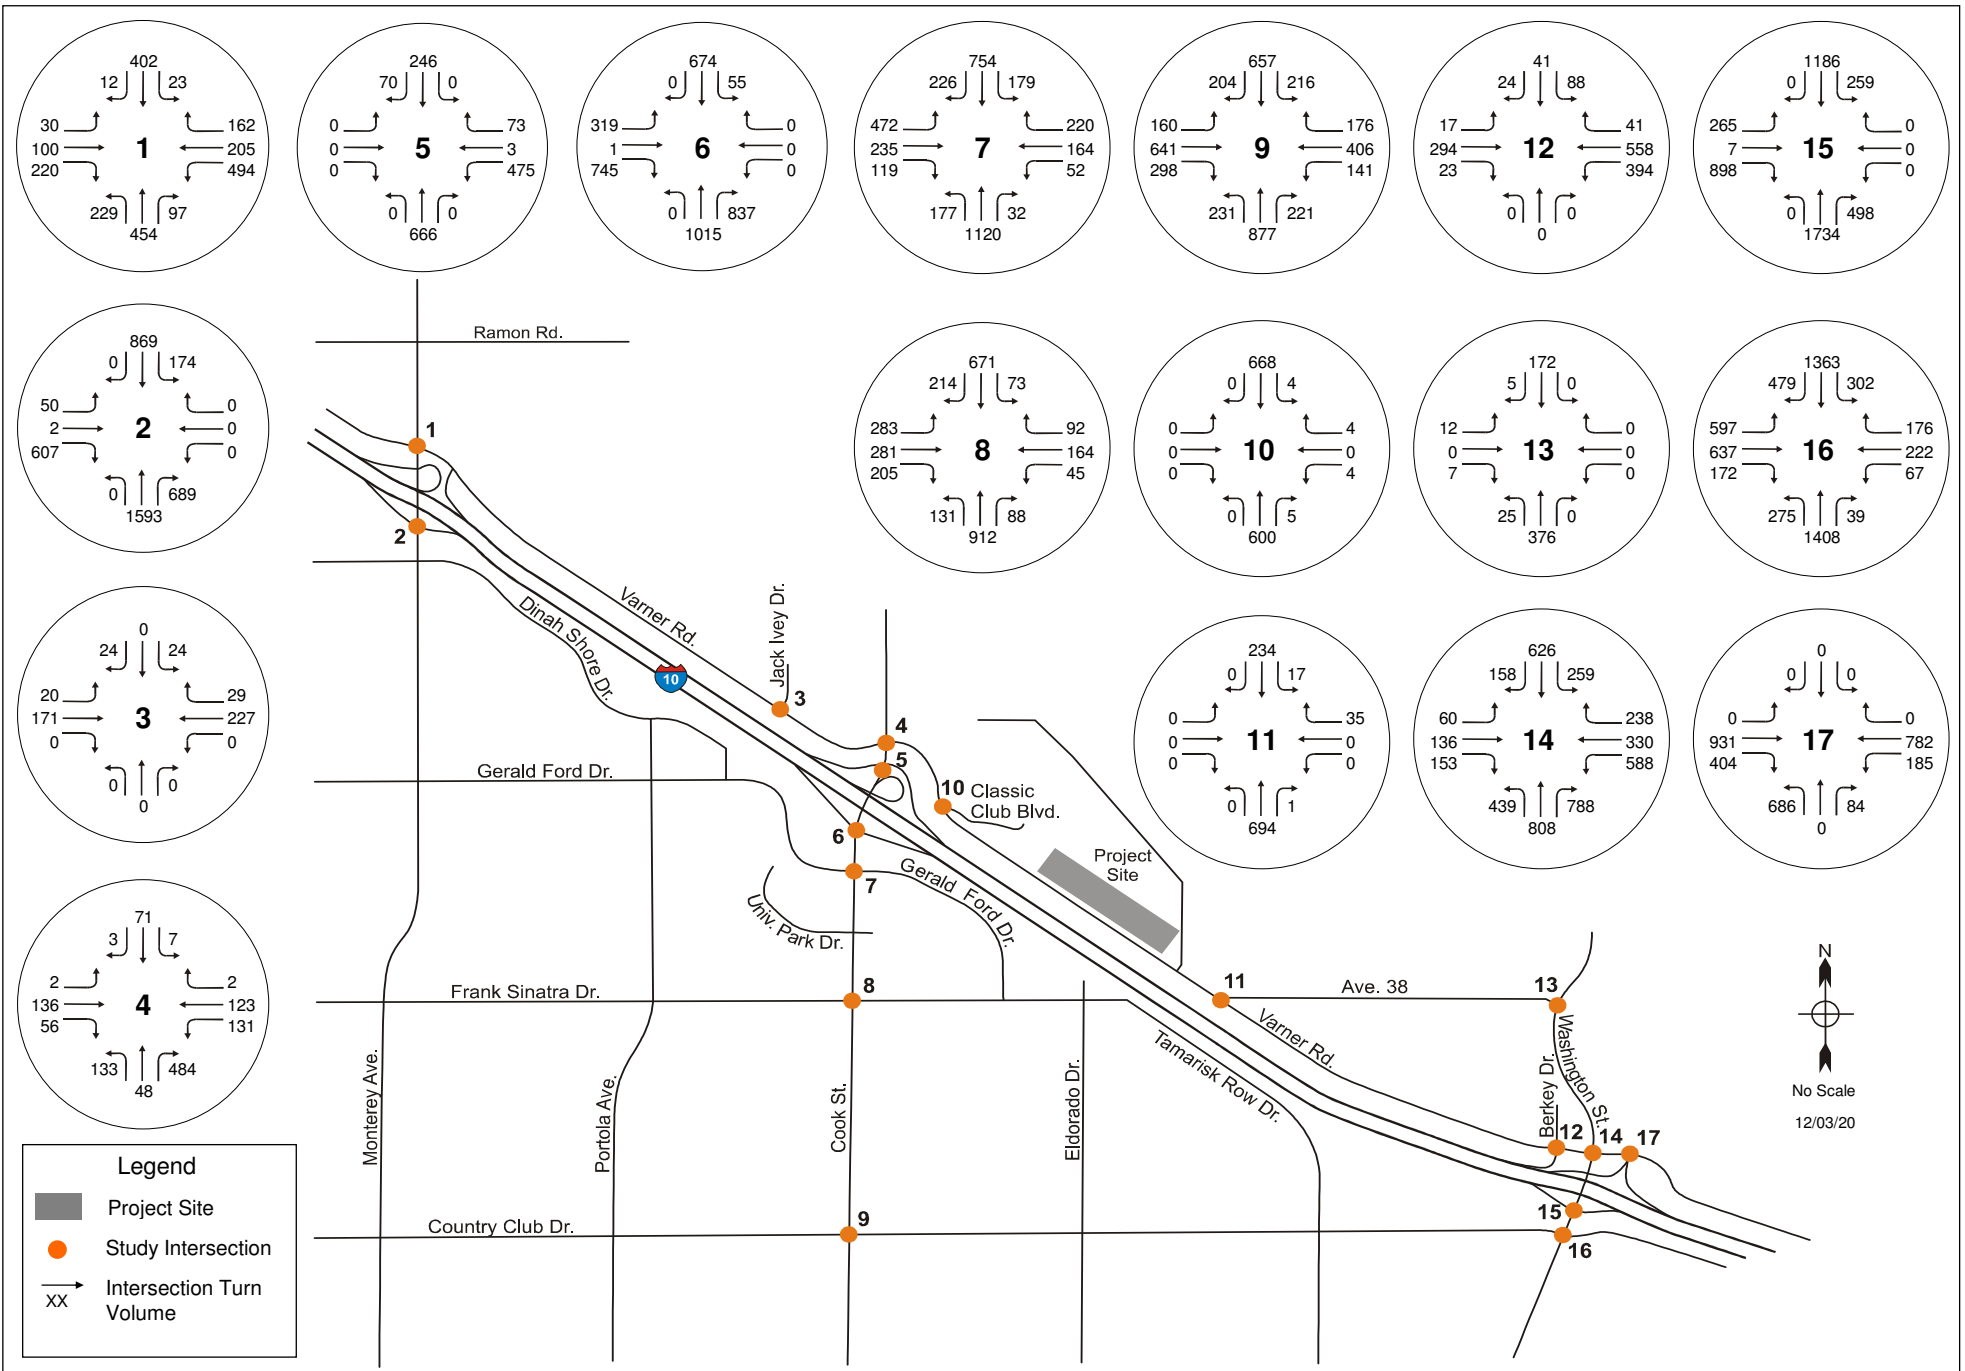 402
12 23
30 162
100 1 205
220 494
229 97
454
246
70 0
0 73
0 5 3
0 475
0 0
666
674
0 55
319 0
1 6 0
745 0
0 837
1015
754
226 179
472 220
235 7 164
119 52
177 32
1120
657
204 216
160 176
641 9 406
298 141
231 221
877
41
24 88
17 41
294 12 558
23 394
0 0
0
1186
0 259
265 0
7 15 0
898 0
0 498
1734
869
0 174
50 0
2 2 0
607 0
0 689
1593
671
214 73
283 92
281 8 164
205 45
131 88
912
668
0 4
0 4
0 10 0
0 4
0 5
600
172
5 0
12 0
0 13 0
7 0
25 0
376
1363
479 302
597 176
637 16 222
172 67
275 39
1408
0
24 24
20 29
171 3 227
0 0
0 0
0
234
0 17
0 35
0 11 0
0 0
0 1
694
626
158 259
60 238
136 14 330
153 588
439 788
808
0
0 0
0 0
931 17 782
404 185
686 84
0
71
3 7
2 2
136 4 123
56 131
133 484
48
Ramon Rd.
1
2
Varner Rd.
Dinah Shore Dr.
Jack Ivey Dr.
10
3
4
5
Gerald Ford Dr.
10
Classic
Club Blvd.
6
7
Gerald Ford Dr.
Project
Site
Univ. Park Dr.
Frank Sinatra Dr.
8
11
Ave. 38
13
Varner Rd.
Washington St.
Tamarisk Row Dr.
Monterey Ave.
Portola Ave.
Cook St.
Eldorado Dr.
Berkey Dr.
12
14
17
15
16
Country Club Dr.
9
N
No Scale
12/03/20
Legend
Project Site
Study Intersection
XX
Intersection Turn
Volume